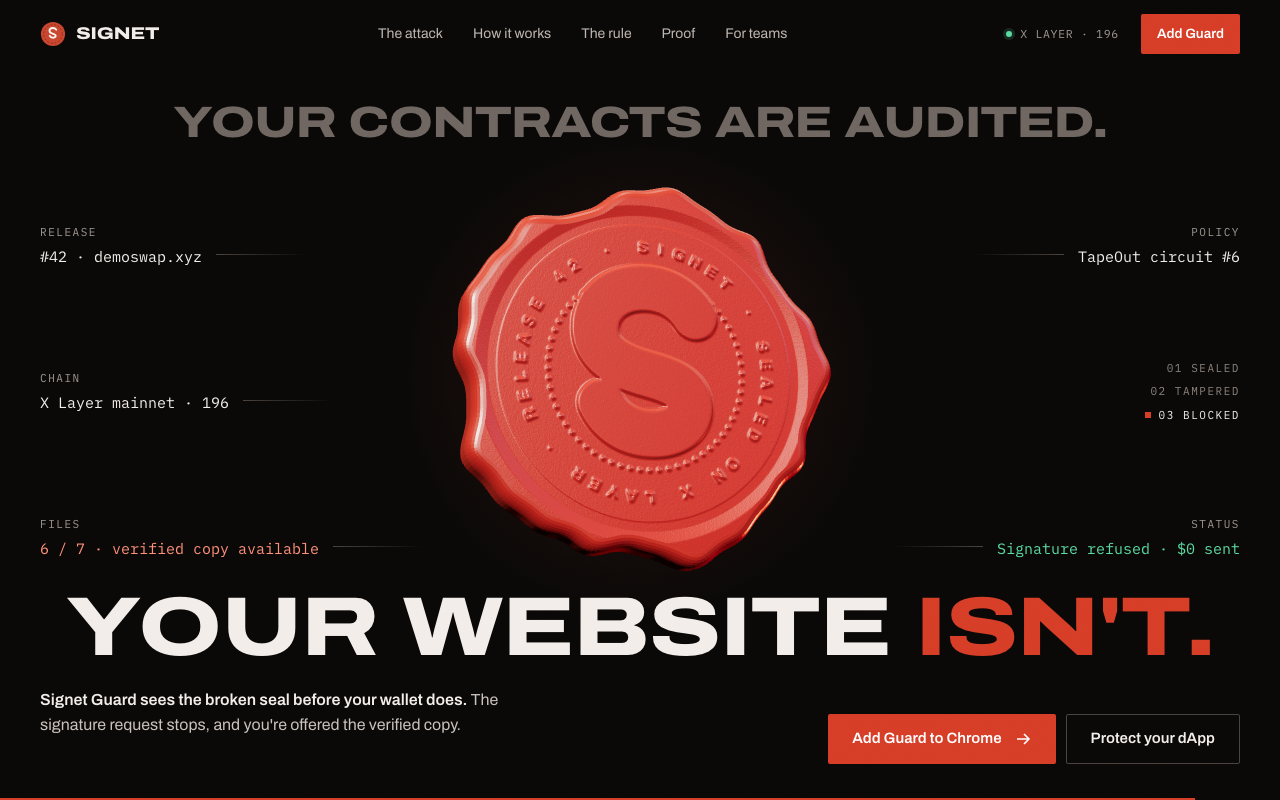 SIGNET
The attack
How it works
The rule
Proof
For teams
X LAYER · 196
Add Guard
YOUR CONTRACTS ARE AUDITED.
RELEASE
#42 · demoswap.xyz
POLICY
TapeOut circuit #6
RELEASE 42 · SIGNET · SEALED ON X LAYER ·
S
CHAIN
X Layer mainnet · 196
01 SEALED
02 TAMPERED
03 BLOCKED
FILES
6 / 7 · verified copy available
STATUS
Signature refused · $0 sent
YOUR WEBSITE ISN'T.
Signet Guard sees the broken seal before your wallet does. The
signature request stops, and you're offered the verified copy.
Add Guard to Chrome →
Protect your dApp